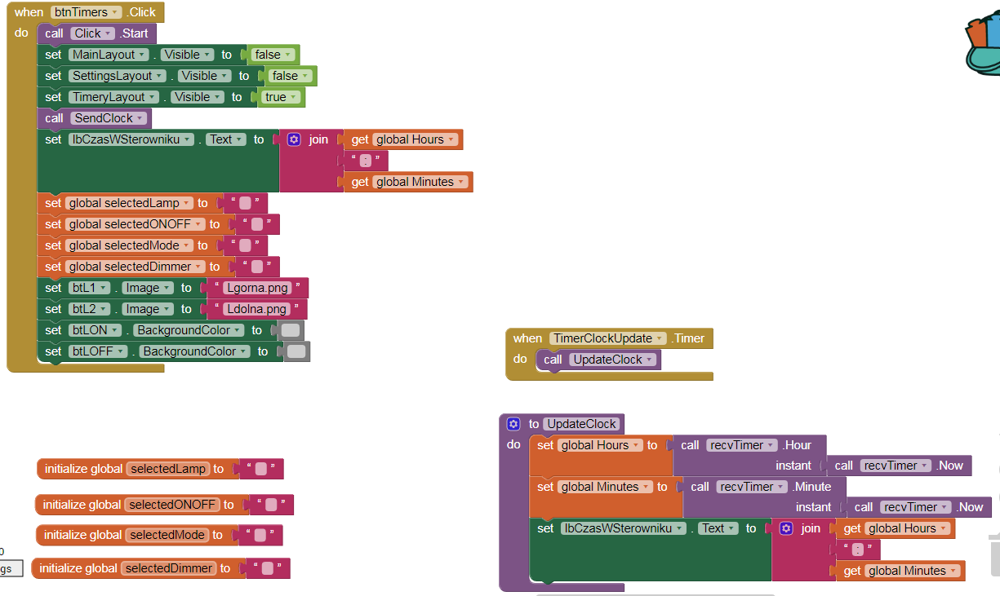 when btnTimers .Click
do call Click .Start
set MainLayout . Visible to false
set SettingsLayout . Visible to false
set TimeryLayout . Visible to true
call SendClock
set lbCzasWSterowniku . Text to join get global Hours
“ : ”
get global Minutes
set global selectedLamp to “ ”
set global selectedONOFF to “ ”
set global selectedMode to “ ”
set global selectedDimmer to “ ”
set btL1 . Image to “ Lgorna.png ”
set btL2 . Image to “ Ldolna.png ”
set btLON . BackgroundColor to
set btLOFF . BackgroundColor to
when TimerClockUpdate .Timer
do call UpdateClock
to UpdateClock
do set global Hours to call recvTimer .Hour
instant call recvTimer .Now
set global Minutes to call recvTimer .Minute
instant call recvTimer .Now
set lbCzasWSterowniku . Text to join get global Hours
“ : ”
get global Minutes
initialize global selectedLamp to “ ”
initialize global selectedONOFF to “ ”
initialize global selectedMode to “ ”
initialize global selectedDimmer to “ ”
0
gs